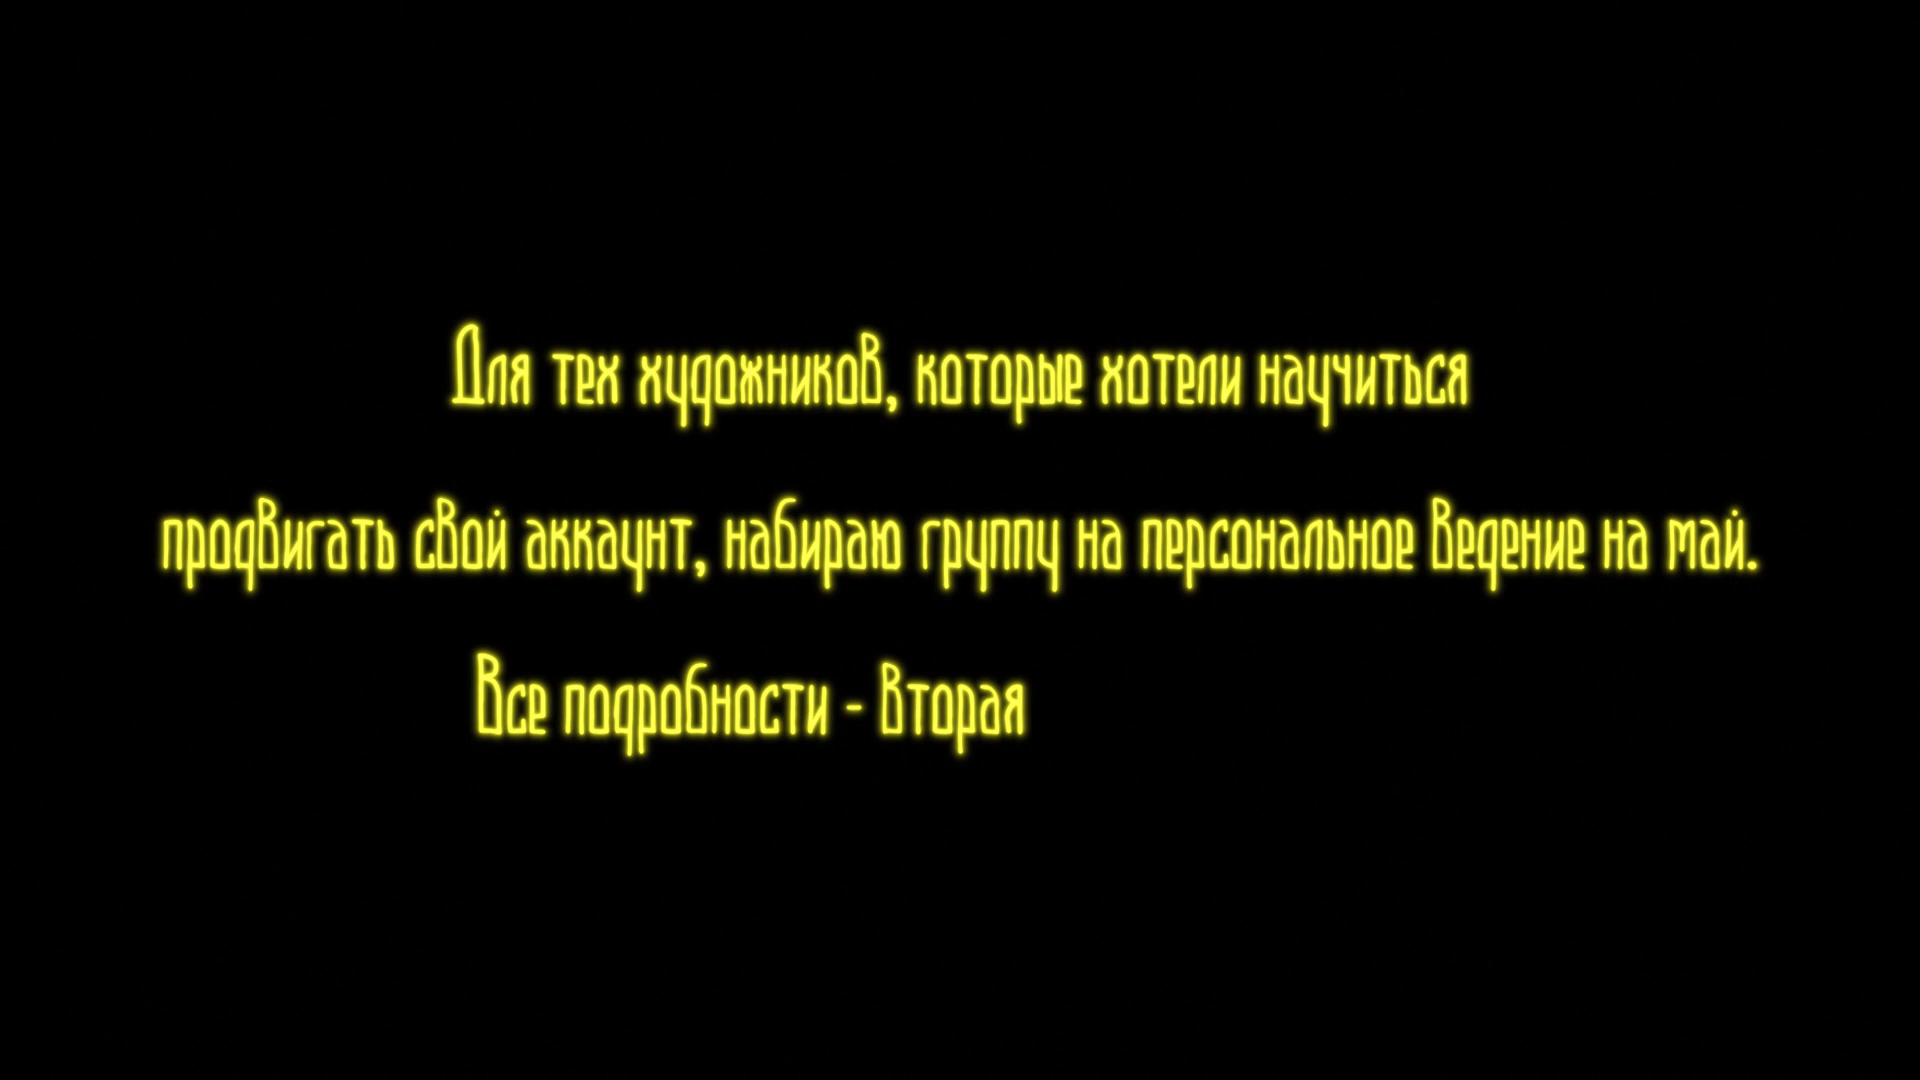 Для тех художников, которые хотели научиться
продвигать свой аккаунт, набираю группу на персональное ведение на май.
Все подробности - вторая